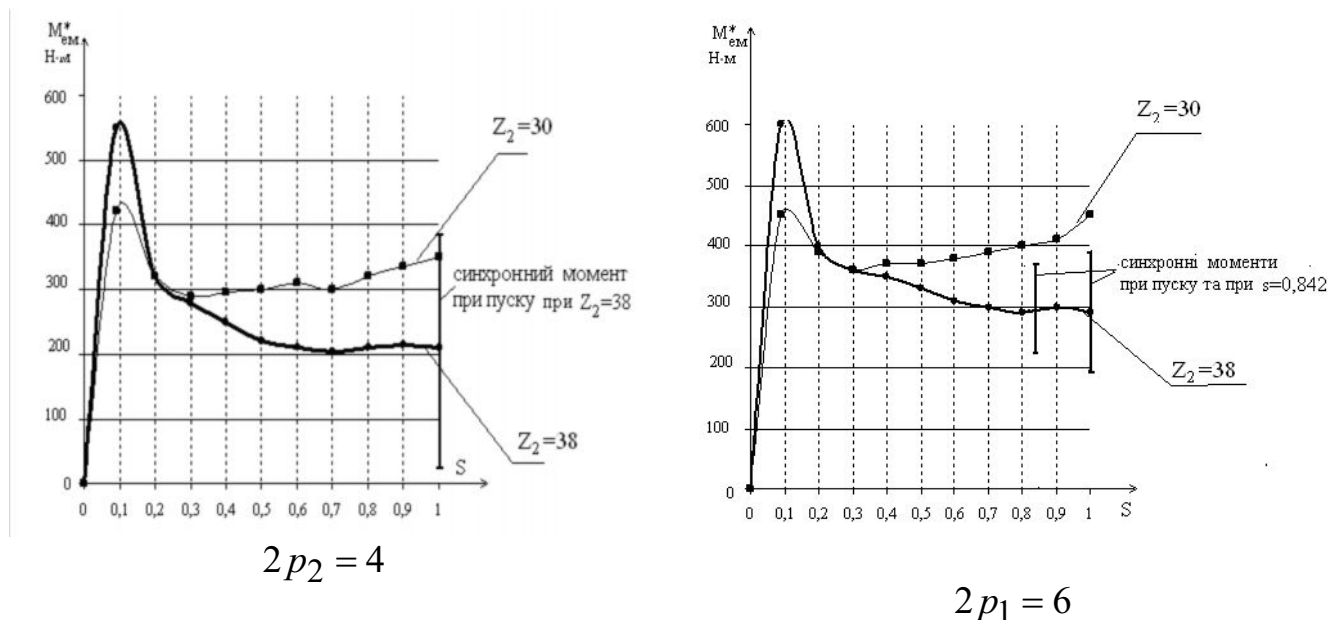 M*ем
Н·м
600
500
400
300
200
100
0
0 0,1 0,2 0,3 0,4 0,5 0,6 0,7 0,8 0,9 1
S
Z2=30
синхронний момент
при пуску при Z2=38
Z2=38
2p2 = 4
M*ем
Н·м
600
500
400
300
200
100
0
0 0,1 0,2 0,3 0,4 0,5 0,6 0,7 0,8 0,9 1
S
Z2=30
синхронні моменти
при пуску та при s=0,842
Z2=38
2p1 = 6